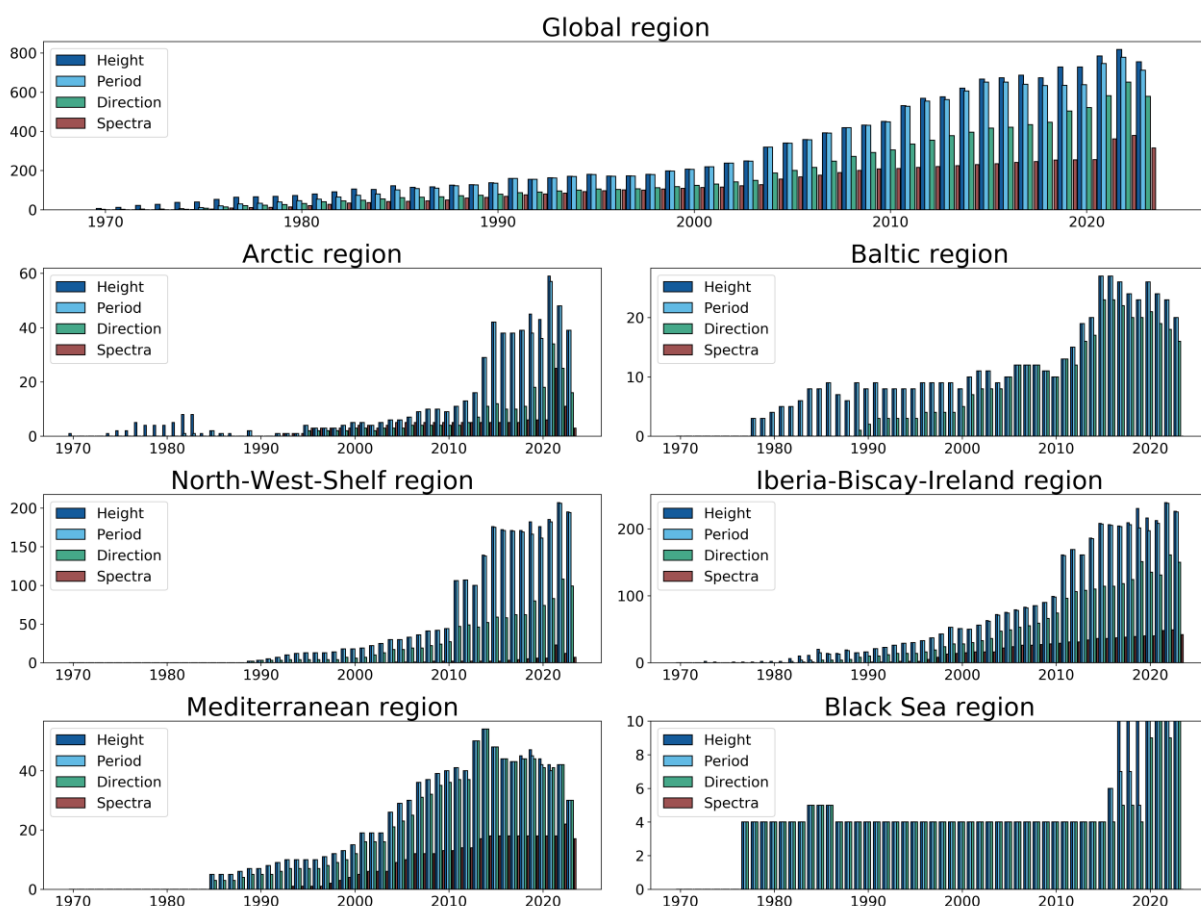 Global region
Height
Period
Direction
Spectra
800
600
400
200
0
1970 1980 1990 2000 2010 2020
Arctic region
Height
Period
Direction
Spectra
60
40
20
0
1970 1980 1990 2000 2010 2020
Baltic region
Height
Period
Direction
Spectra
20
10
0
1970 1980 1990 2000 2010 2020
North-West-Shelf region
Height
Period
Direction
Spectra
200
150
100
50
0
1970 1980 1990 2000 2010 2020
Iberia-Biscay-Ireland region
Height
Period
Direction
Spectra
200
100
0
1970 1980 1990 2000 2010 2020
Mediterranean region
Height
Period
Direction
Spectra
40
20
0
1970 1980 1990 2000 2010 2020
Black Sea region
Height
Period
Direction
Spectra
10
8
6
4
2
0
1970 1980 1990 2000 2010 2020